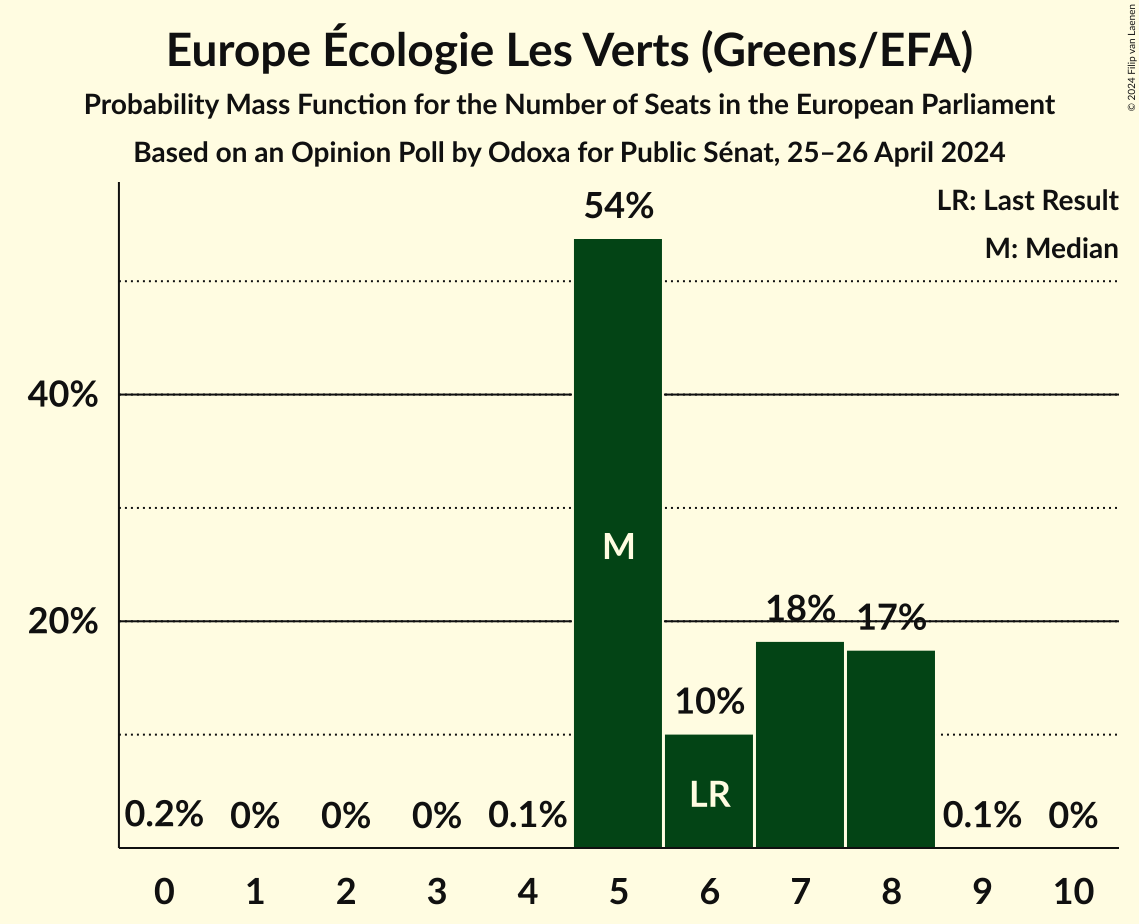 Europe Écologie Les Verts (Greens/EFA)
Probability Mass Function for the Number of Seats in the European Parliament
Based on an Opinion Poll by Odoxa for Public Sénat, 25–26 April 2024
© 2024 Filip van Laenen
LR: Last Result
M: Median
54%
40%
M
20%
18%
17%
10%
LR
0.2%
0%
0%
0%
0.1%
0.1%
0%
0 1 2 3 4 5 6 7 8 9 10